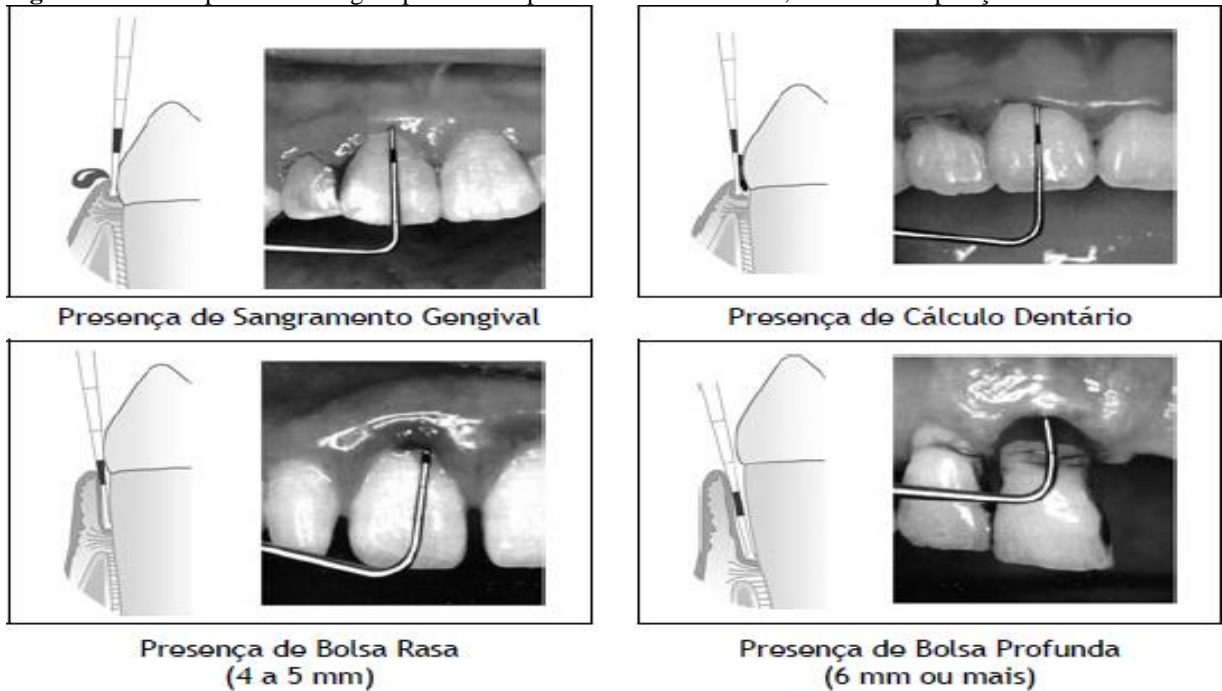 Presença de Sangramento Gengival
Presença de Cálculo Dentário
Presença de Bolsa Rasa
(4 a 5 mm)
Presença de Bolsa Profunda
(6 mm ou mais)